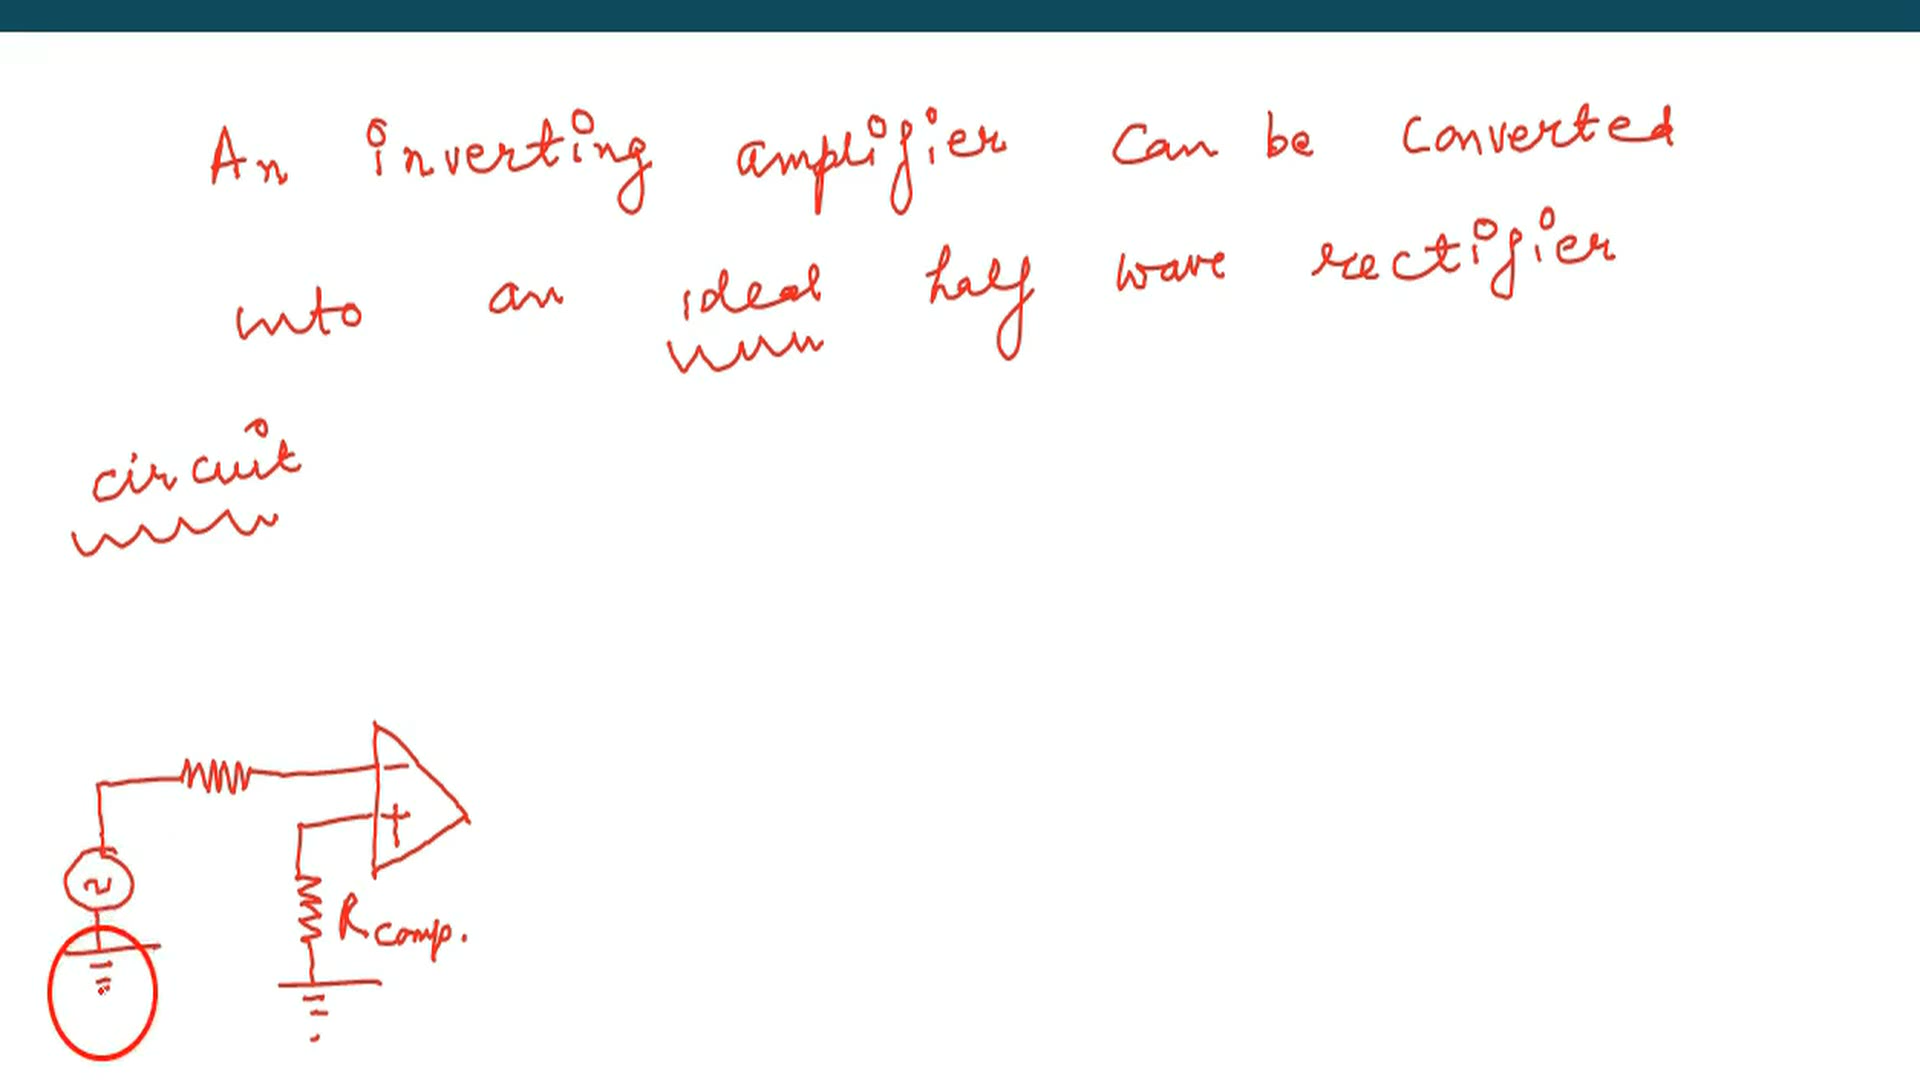 An inverting amplifier can be converted
into an ideal half wave rectifier
circuit
-
+
Rcomp.